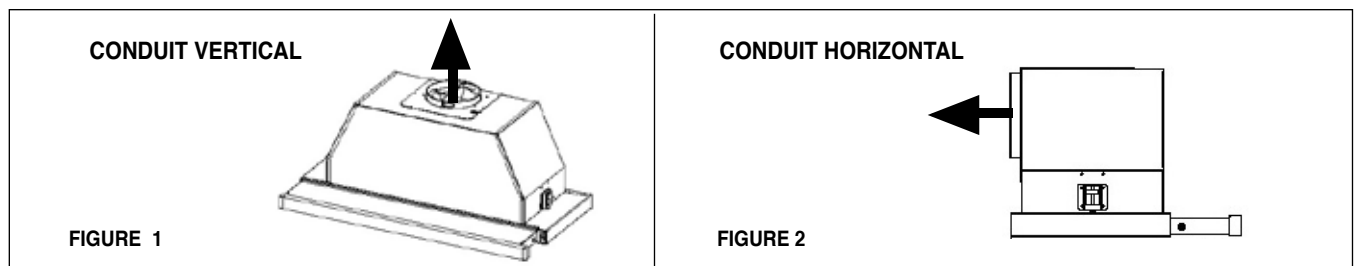 CONDUIT VERTICAL
FIGURE 1
CONDUIT HORIZONTAL
FIGURE 2